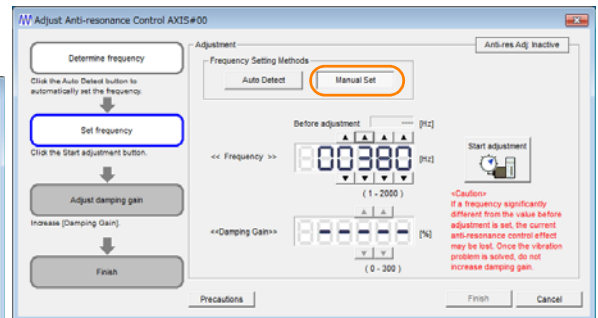 Adjust Anti-resonance Control AXIS#00
Determine frequency
Click the Auto Detect button to
automatically set the frequency.
Set frequency
Click the Start adjustment button.
Adjust damping gain
Increase [Damping Gain].
Finish
Adjustment
Anti-res Adj: Inactive
Frequency Setting Methods
Auto Detect
Manual Set
Before adjustment --- [Hz]
<< Frequency >> 00380 [Hz]
( 1 - 2000 )
<<Damping Gain>> ------ [%]
( 0 - 300 )
Start adjustment
<Caution>
If a frequency significantly
different from the value before
adjustment is set, the current
anti-resonance control effect
may be lost. Once the vibration
problem is solved, do not
increase damping gain.
Precautions
Finish
Cancel